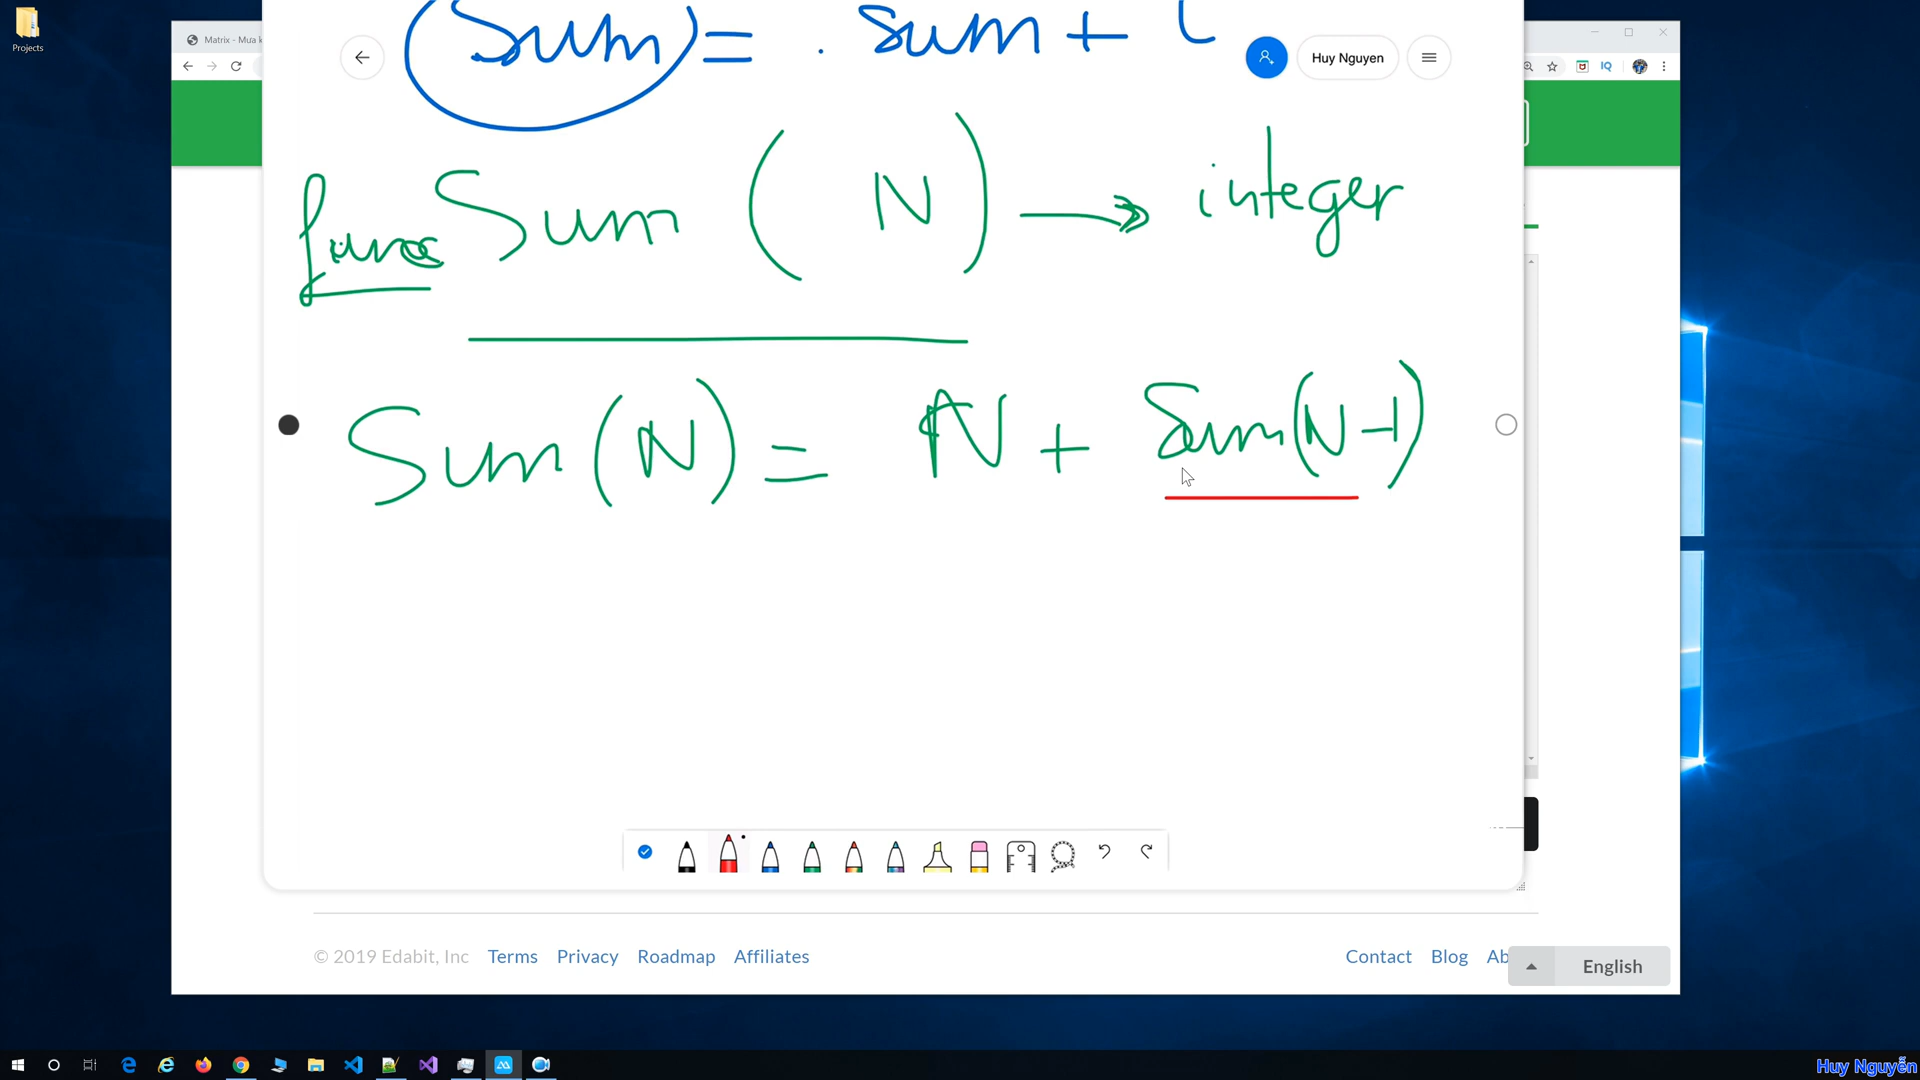 Projects
Matrix - Mua k
Sum = . sum +
Huy Nguyen
IQ
func Sum ( N ) → integer
Sum(N) = N + Sum(N-1)
© 2019 Edabit, Inc Terms Privacy Roadmap Affiliates Contact Blog Ab
English
Huy Nguyễn